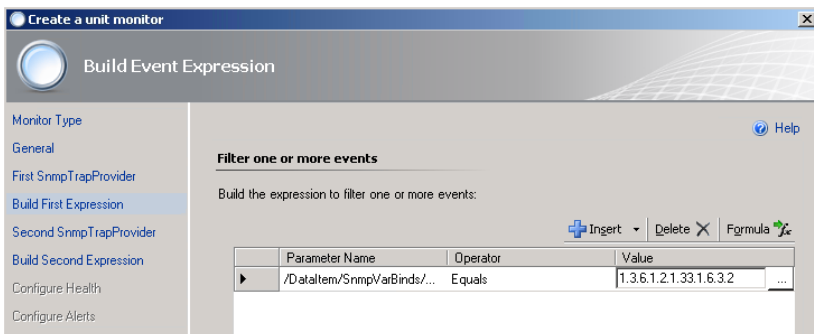 Create a unit monitor
Build Event Expression
Monitor Type
General
First SnmpTrapProvider
Build First Expression
Second SnmpTrapProvider
Build Second Expression
Configure Health
Configure Alerts
Help
Filter one or more events
Build the expression to filter one or more events:
Insert Delete Formula
Parameter Name Operator Value
/DataItem/SnmpVarBinds/... Equals 1.3.6.1.2.1.33.1.6.3.2 ...